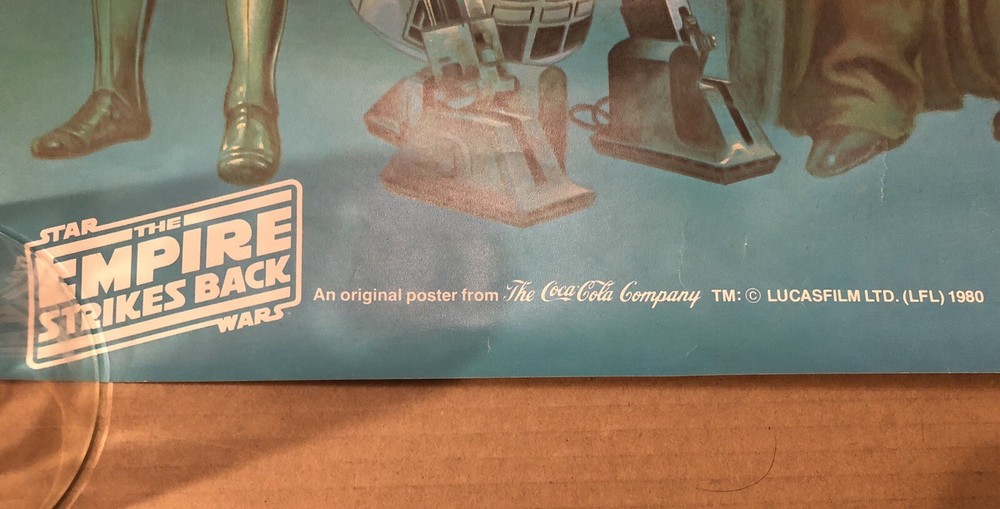 STAR
THE
EMPIRE
STRIKES BACK
WARS
An original poster from The Coca-Cola Company TM: © LUCASFILM LTD. (LFL) 1980